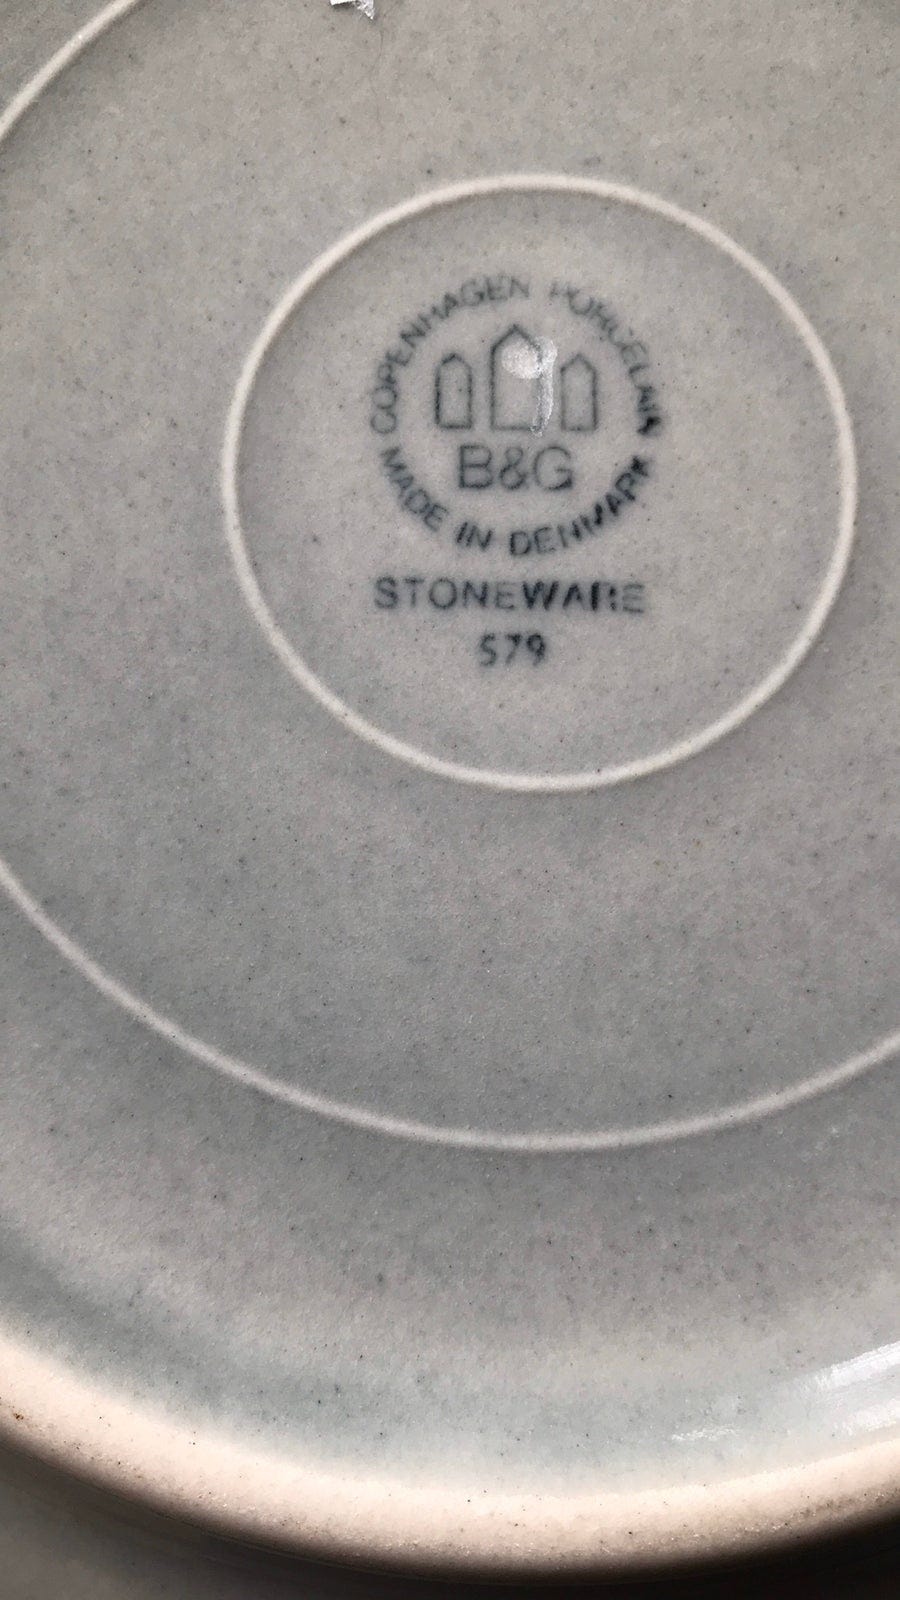 COPENHAGEN PORCELAIN
B&G
MADE IN DENMARK
STONEWARE
579